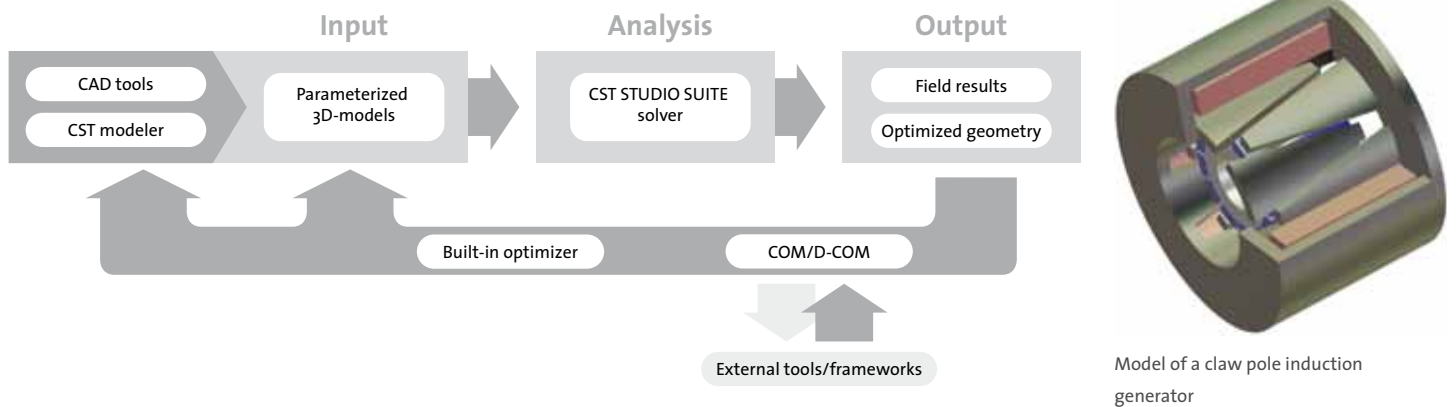 Input
Analysis
Output
CAD tools
CST modeler
Parameterized
3D-models
CST STUDIO SUITE
solver
Field results
Optimized geometry
Built-in optimizer
COM/D-COM
External tools/frameworks
Model of a claw pole induction
generator